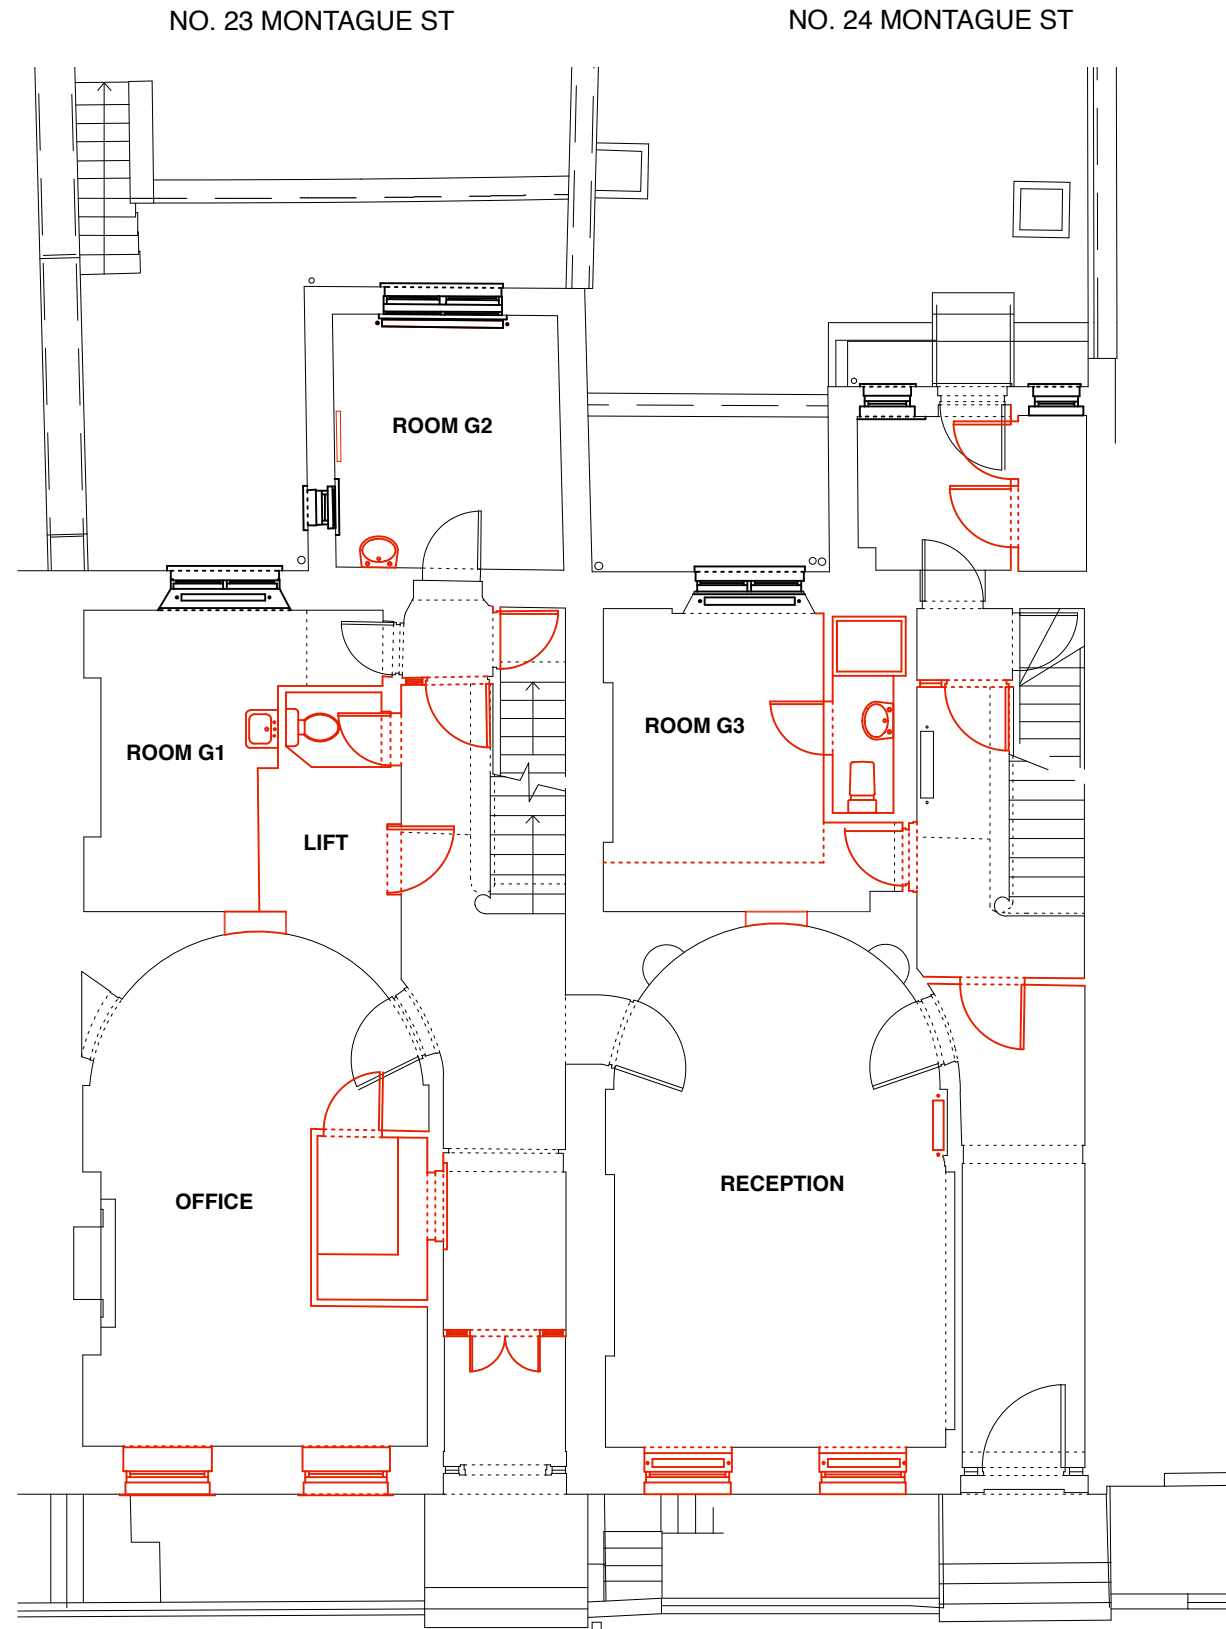 NO. 23 MONTAGUE ST
NO. 24 MONTAGUE ST
ROOM G2
ROOM G3
ROOM G1
LIFT
RECEPTION
OFFICE